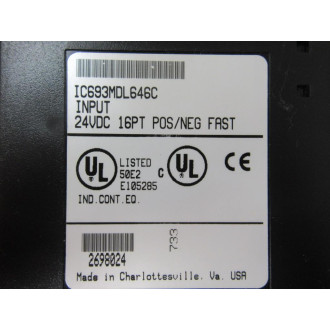 IC693MDL646C
INPUT
24VDC 16PT POS/NEG FAST
UL LISTED
50E2
E105285
C UL
CE
IND.CONT.EQ.
733
2698024
Made in Charlottesville. Va. USA